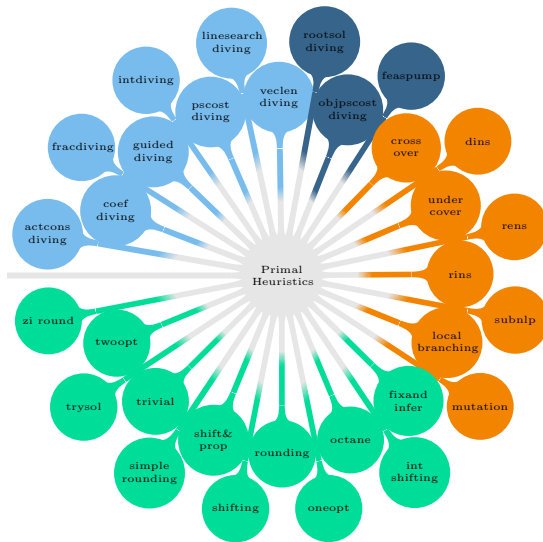 linesearch
diving
rootsol
diving
intdiving
feaspump
pscost
diving
veclen
diving
objpscost
diving
fracdiving
guided
diving
cross
over
dins
coef
diving
under
cover
actcons
diving
rens
Primal
Heuristics
rins
zi round
twoopt
local
branching
subnlp
trysol
trivial
fixand
infer
mutation
shift&
prop
rounding
octane
simple
rounding
int
shifting
shifting
oneopt